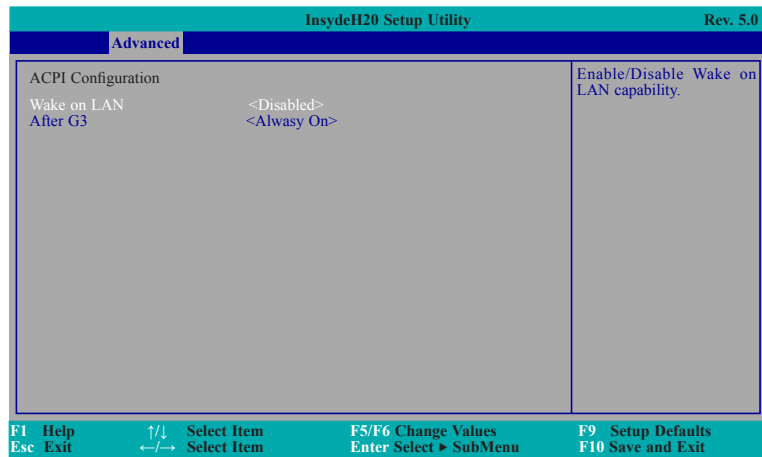 InsydeH20 Setup Utility Rev. 5.0
Advanced
ACPI Configuration
Wake on LAN <Disabled>
After G3 <Alwasy On>
Enable/Disable Wake on
LAN capability.
F1 Help ↑/↓ Select Item F5/F6 Change Values F9 Setup Defaults
Esc Exit ←/→ Select Item Enter Select ► SubMenu F10 Save and Exit